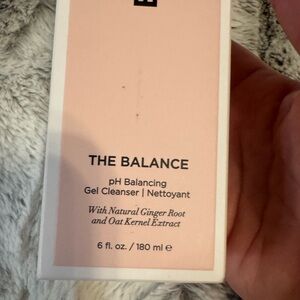 THE BALANCE
pH Balancing
Gel Cleanser | Nettoyant
With Natural Ginger Root
and Oat Kernel Extract
6 fl. oz. / 180 ml e